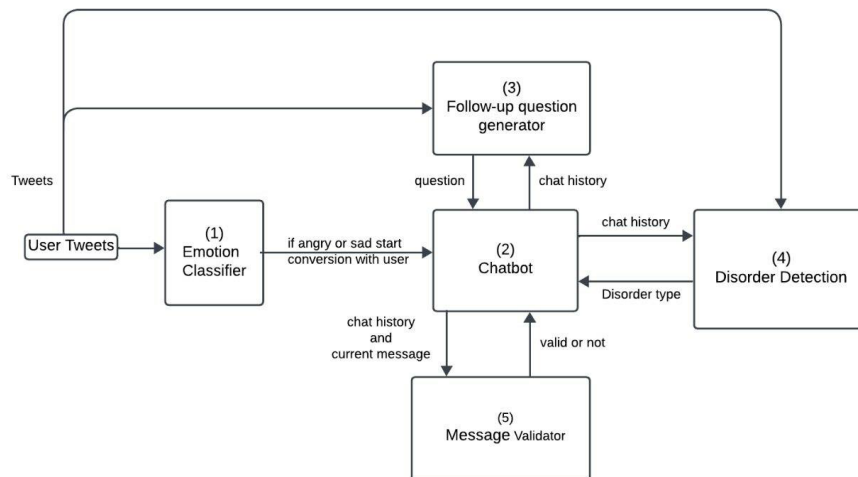 (3)
Follow-up question
generator
Tweets
question
chat history
User Tweets
(1)
Emotion
Classifier
if angry or sad start
conversion with user
(2)
Chatbot
chat history
Disorder type
(4)
Disorder Detection
chat history
and
current message
valid or not
(5)
Message Validator